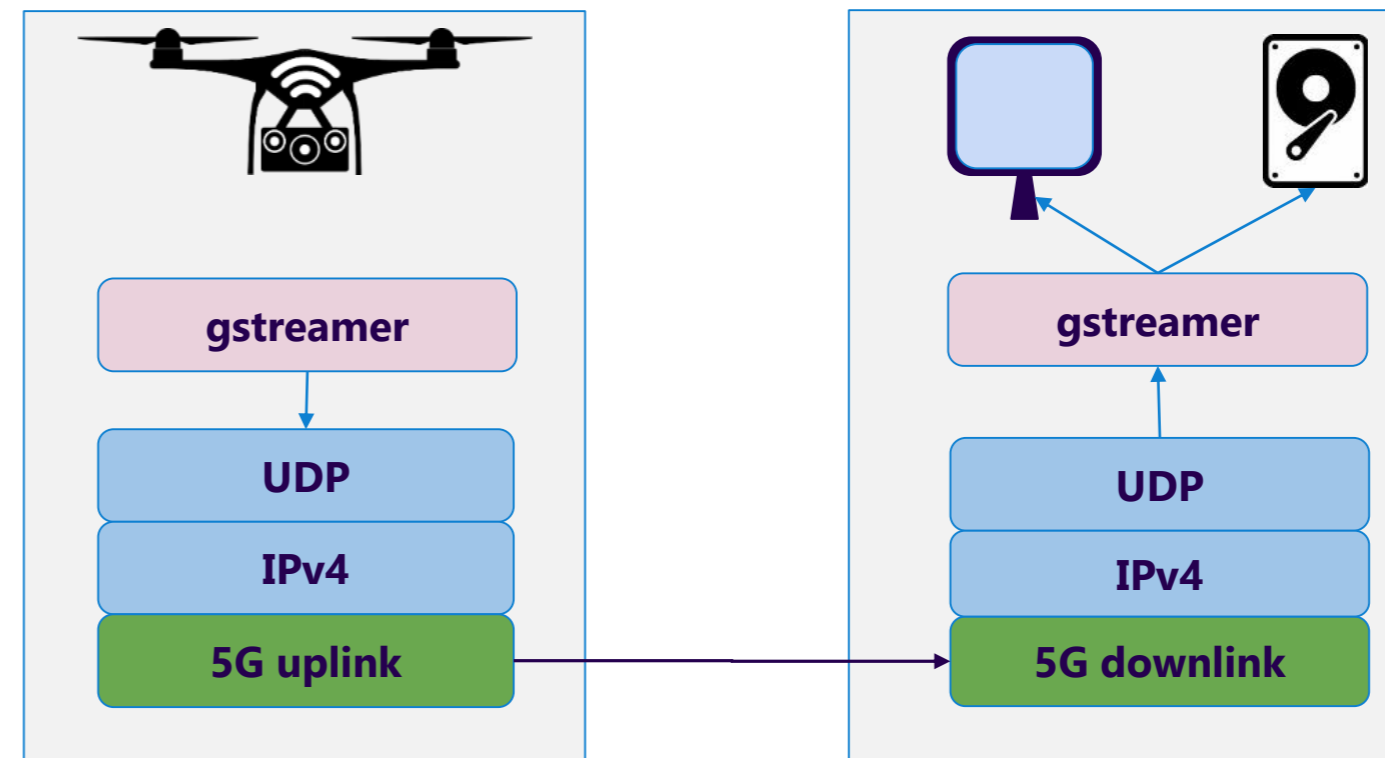 gstreamer
UDP
IPv4
5G uplink
gstreamer
UDP
IPv4
5G downlink